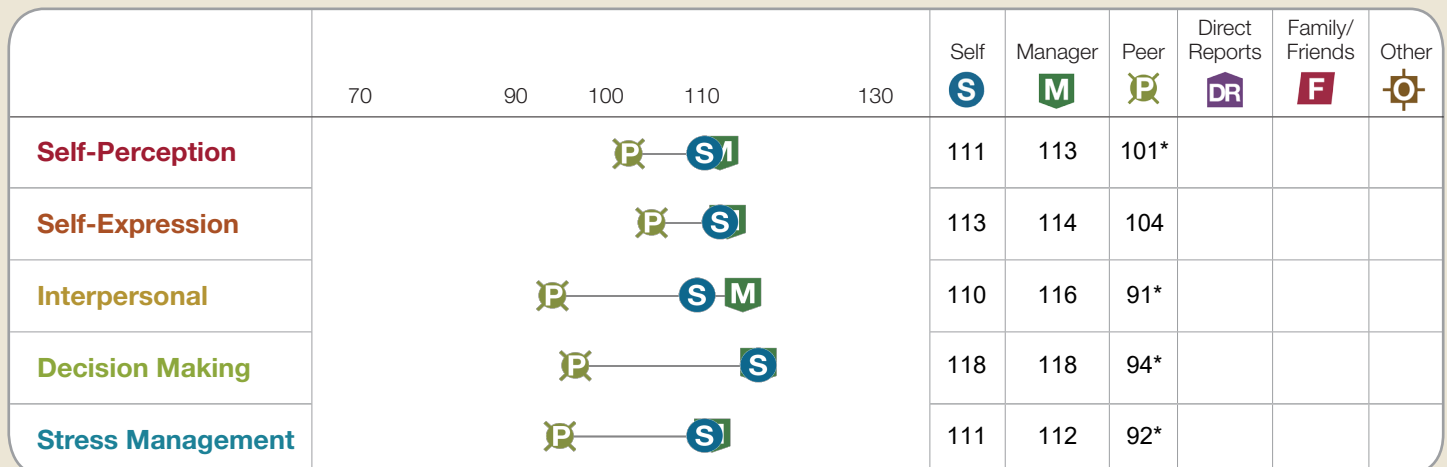 Self Manager Peer Direct Reports Family/ Friends Other
70 90 100 110 130 S M P DR F O
Self-Perception P S M 111 113 101*
Self-Expression P S 113 114 104
Interpersonal P S M 110 116 91*
Decision Making P S 118 118 94*
Stress Management P S 111 112 92*